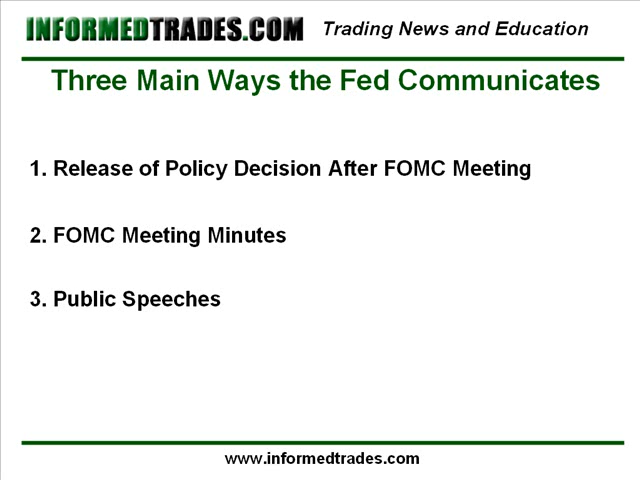 INFORMEDTRADES.COM Trading News and Education
Three Main Ways the Fed Communicates
1. Release of Policy Decision After FOMC Meeting
2. FOMC Meeting Minutes
3. Public Speeches
www.informedtrades.com